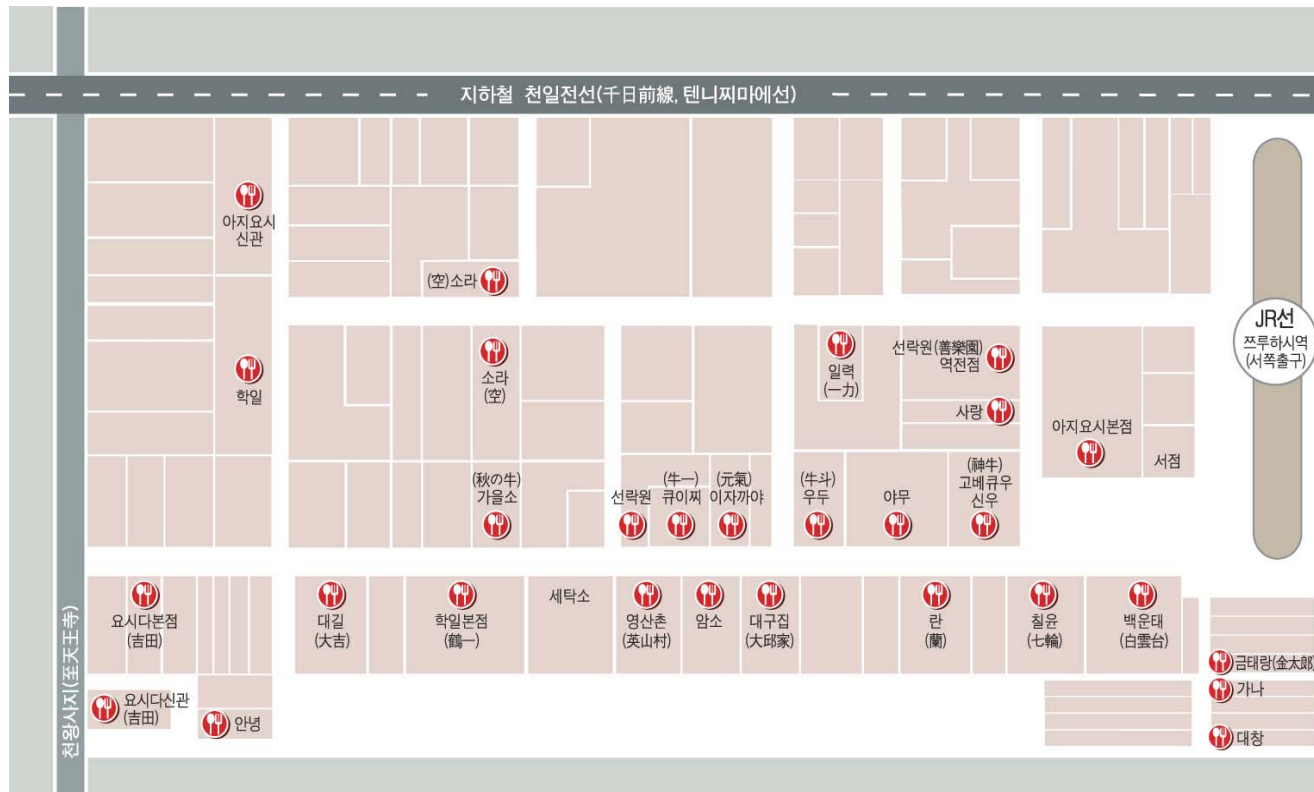 지하철 천일전선(千日前線, 텐니찌마에선)
아지요시
신관
(空)소라
JR선
쯔루하시역
(서쪽출구)
학일
소라
(空)
일력
(一力)
선락원(善樂園)
역전점
사랑
아지요시본점
서점
(秋の牛)
가을소
선락원
(牛一)
큐이찌
(元氣)
이자까야
(牛斗)
우두
야무
(神牛)
고베큐우
신우
천왕사지(至天王寺)
요시다본점
(吉田)
대길
(大吉)
학일본점
(鶴一)
세탁소
영산촌
(英山村)
암소
대구집
(大邱家)
란
(蘭)
칠윤
(七輪)
백운태
(白雲台)
금태랑(金太郎)
가나
대창
요시다신관
(吉田)
안녕